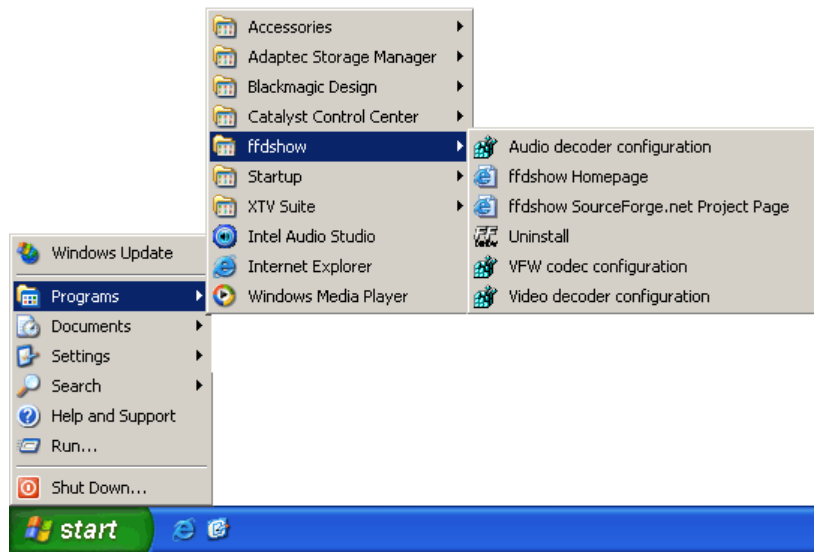 Accessories
Adaptec Storage Manager
Blackmagic Design
Catalyst Control Center
ffdshow
Startup
XTV Suite
Intel Audio Studio
Internet Explorer
Windows Media Player
Audio decoder configuration
ffdshow Homepage
ffdshow SourceForge.net Project Page
Uninstall
VFW codec configuration
Video decoder configuration
Windows Update
Programs
Documents
Settings
Search
Help and Support
Run...
Shut Down...
start